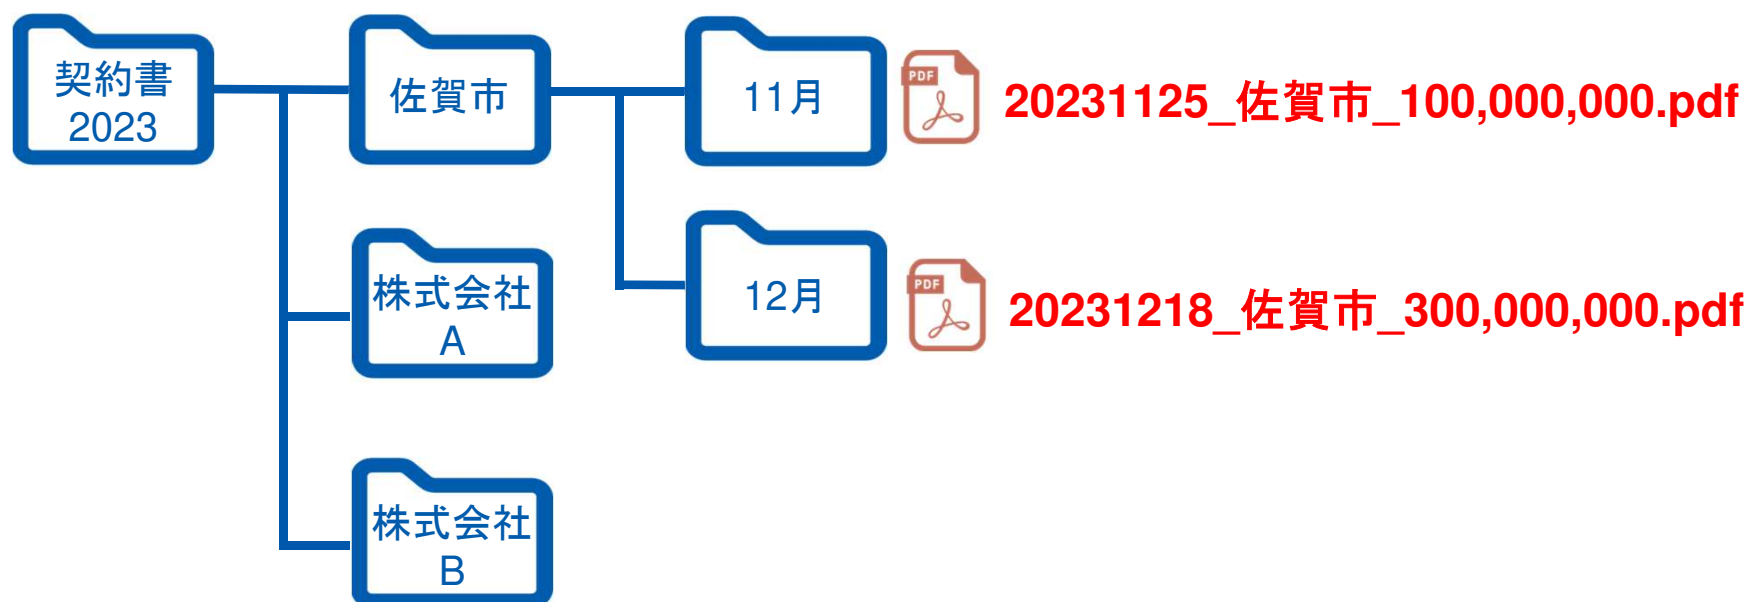 契約書
2023
佐賀市
11月
PDF
20231125_佐賀市_100,000,000.pdf
12月
PDF
20231218_佐賀市_300,000,000.pdf
株式会社
A
株式会社
B